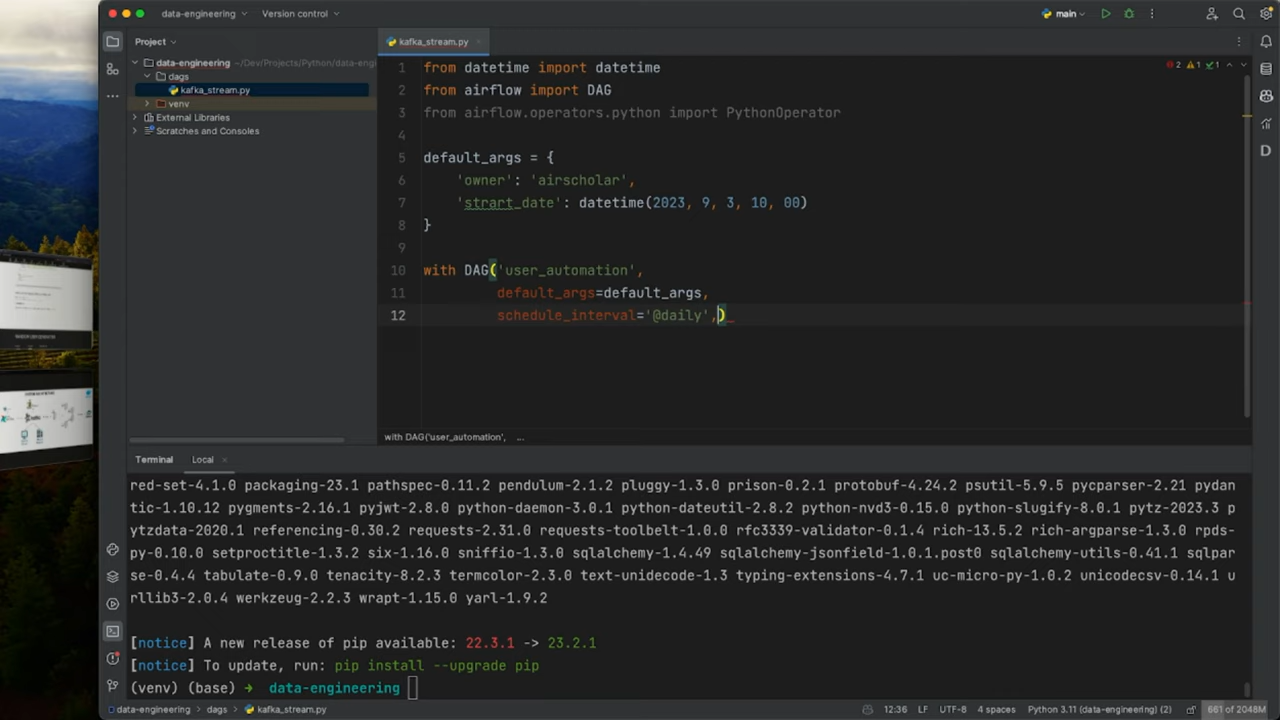 data-engineering
Version control
main
Project
kafka_stream.py
data-engineering ~/Dev/Projects/Python/data-engi
dags
kafka_stream.py
venv
External Libraries
Scratches and Consoles
2 1 1
1 from datetime import datetime
2 from airflow import DAG
3 from airflow.operators.python import PythonOperator
4
5 default_args = {
6 'owner': 'airscholar',
7 'strart_date': datetime(2023, 9, 3, 10, 00)
8 }
9
10 with DAG('user_automation',
11 default_args=default_args,
12 schedule_interval='@daily',)
with DAG('user_automation', ...
Terminal Local
red-set-4.1.0 packaging-23.1 pathspec-0.11.2 pendulum-2.1.2 pluggy-1.3.0 prison-0.2.1 protobuf-4.24.2 psutil-5.9.5 pycparser-2.21 pydan
tic-1.10.12 pygments-2.16.1 pyjwt-2.8.0 python-daemon-3.0.1 python-dateutil-2.8.2 python-nvd3-0.15.0 python-slugify-8.0.1 pytz-2023.3 p
ytzdata-2020.1 referencing-0.30.2 requests-2.31.0 requests-toolbelt-1.0.0 rfc3339-validator-0.1.4 rich-13.5.2 rich-argparse-1.3.0 rpds-
py-0.10.0 setproctitle-1.3.2 six-1.16.0 sniffio-1.3.0 sqlalchemy-1.4.49 sqlalchemy-jsonfield-1.0.1.post0 sqlalchemy-utils-0.41.1 sqlpar
se-0.4.4 tabulate-0.9.0 tenacity-8.2.3 termcolor-2.3.0 text-unidecode-1.3 typing-extensions-4.7.1 uc-micro-py-1.0.2 unicodecsv-0.14.1 u
rllib3-2.0.4 werkzeug-2.2.3 wrapt-1.15.0 yarl-1.9.2
[notice] A new release of pip available: 22.3.1 -> 23.2.1
[notice] To update, run: pip install --upgrade pip
(venv) (base) → data-engineering
data-engineering > dags > kafka_stream.py
12:36 LF UTF-8 4 spaces Python 3.11 (data-engineering) (2) 661 of 2048M